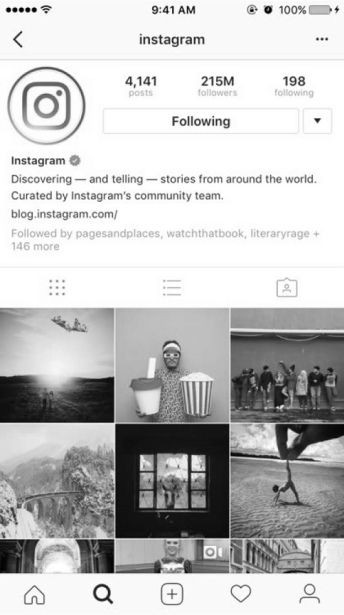 9:41 AM
100%
instagram
4,141 215M 198
posts followers following
Following
Instagram
Discovering — and telling — stories from around the world.
Curated by Instagram's community team.
blog.instagram.com/
Followed by pagesandplaces, watchthatbook, literaryrage +
146 more